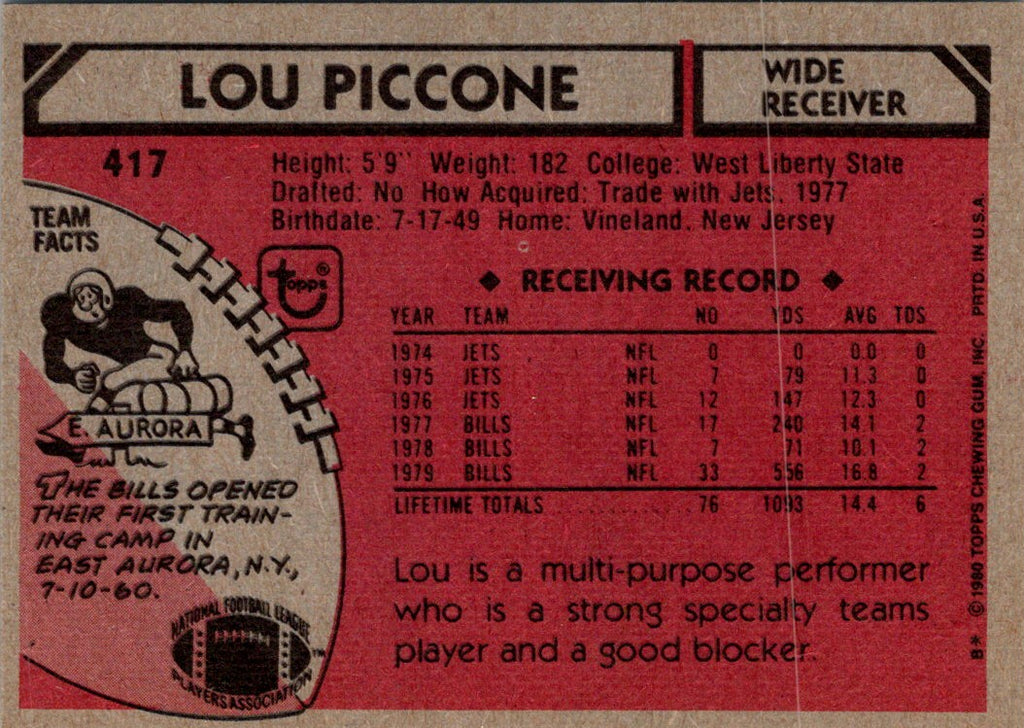 LOU PICCONE
WIDE
RECEIVER
417
Height: 5'9" Weight: 182 College: West Liberty State
Drafted: No How Acquired: Trade with Jets, 1977
Birthdate: 7-17-49 Home: Vineland, New Jersey
TEAM
FACTS
topps®
◆ RECEIVING RECORD ◆
YEAR TEAM NO YDS AVG TDS
1974 JETS NFL 0 0 0.0 0
1975 JETS NFL 7 79 11.3 0
1976 JETS NFL 12 147 12.3 0
1977 BILLS NFL 17 240 14.1 2
1978 BILLS NFL 7 71 10.1 2
1979 BILLS NFL 33 556 16.8 2
LIFETIME TOTALS 76 1093 14.4 6
E. AURORA
THE BILLS OPENED
THEIR FIRST TRAIN-
ING CAMP IN
EAST AURORA, N.Y.,
7-10-60.
Lou is a multi-purpose performer
who is a strong specialty teams
player and a good blocker.
NATIONAL FOOTBALL LEAGUE
PLAYERS ASSOCIATION™
B* © 1980 TOPPS CHEWING GUM, INC. PRTD. IN U.S.A.